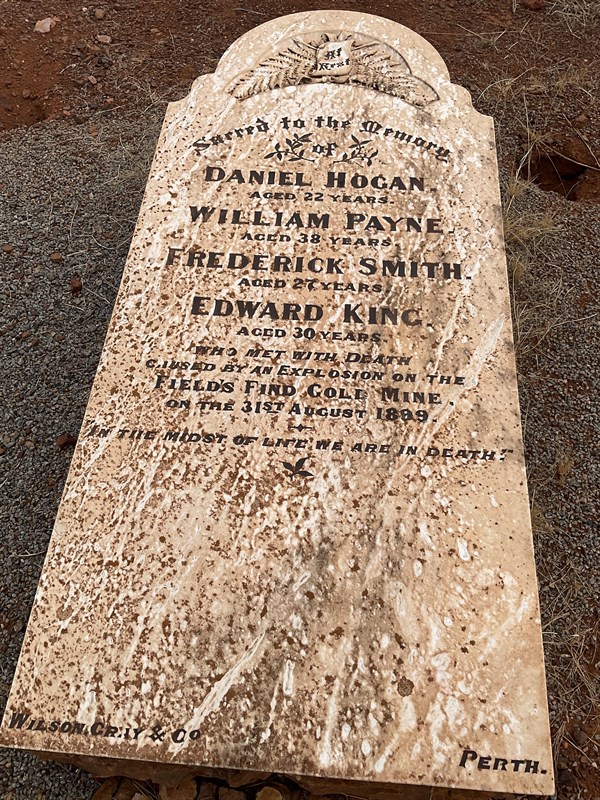 At
Rest
Sacred to the Memory
of
DANIEL HOGAN.
AGED 22 YEARS.
WILLIAM PAYNE.
AGED 38 YEARS
FREDERICK SMITH.
AGED 27 YEARS.
EDWARD KING.
AGED 30 YEARS.
WHO MET WITH DEATH
CAUSED BY AN EXPLOSION ON THE
FIELD'S FIND GOLD MINE,
ON THE 31ST AUGUST 1899.
"IN THE MIDST OF LIFE WE ARE IN DEATH!"
WILSON, GRAY & CO
PERTH.